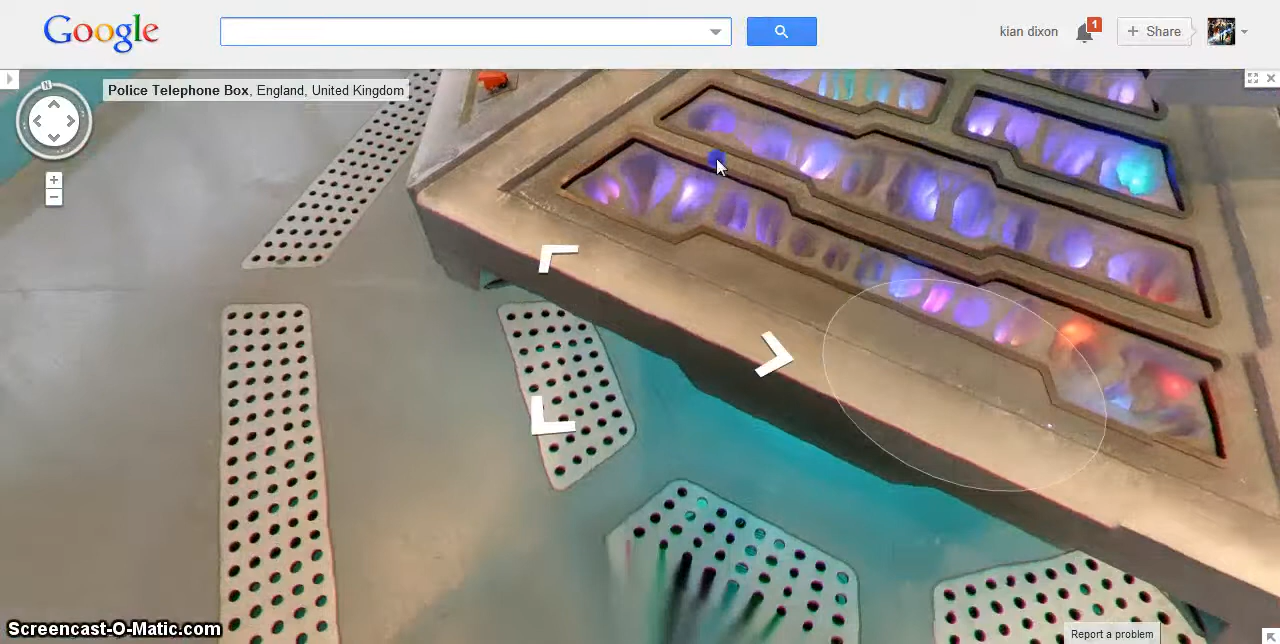 Google
kian dixon
1
+ Share
Police Telephone Box, England, United Kingdom
N
+
−
Report a problem
Screencast-O-Matic.com